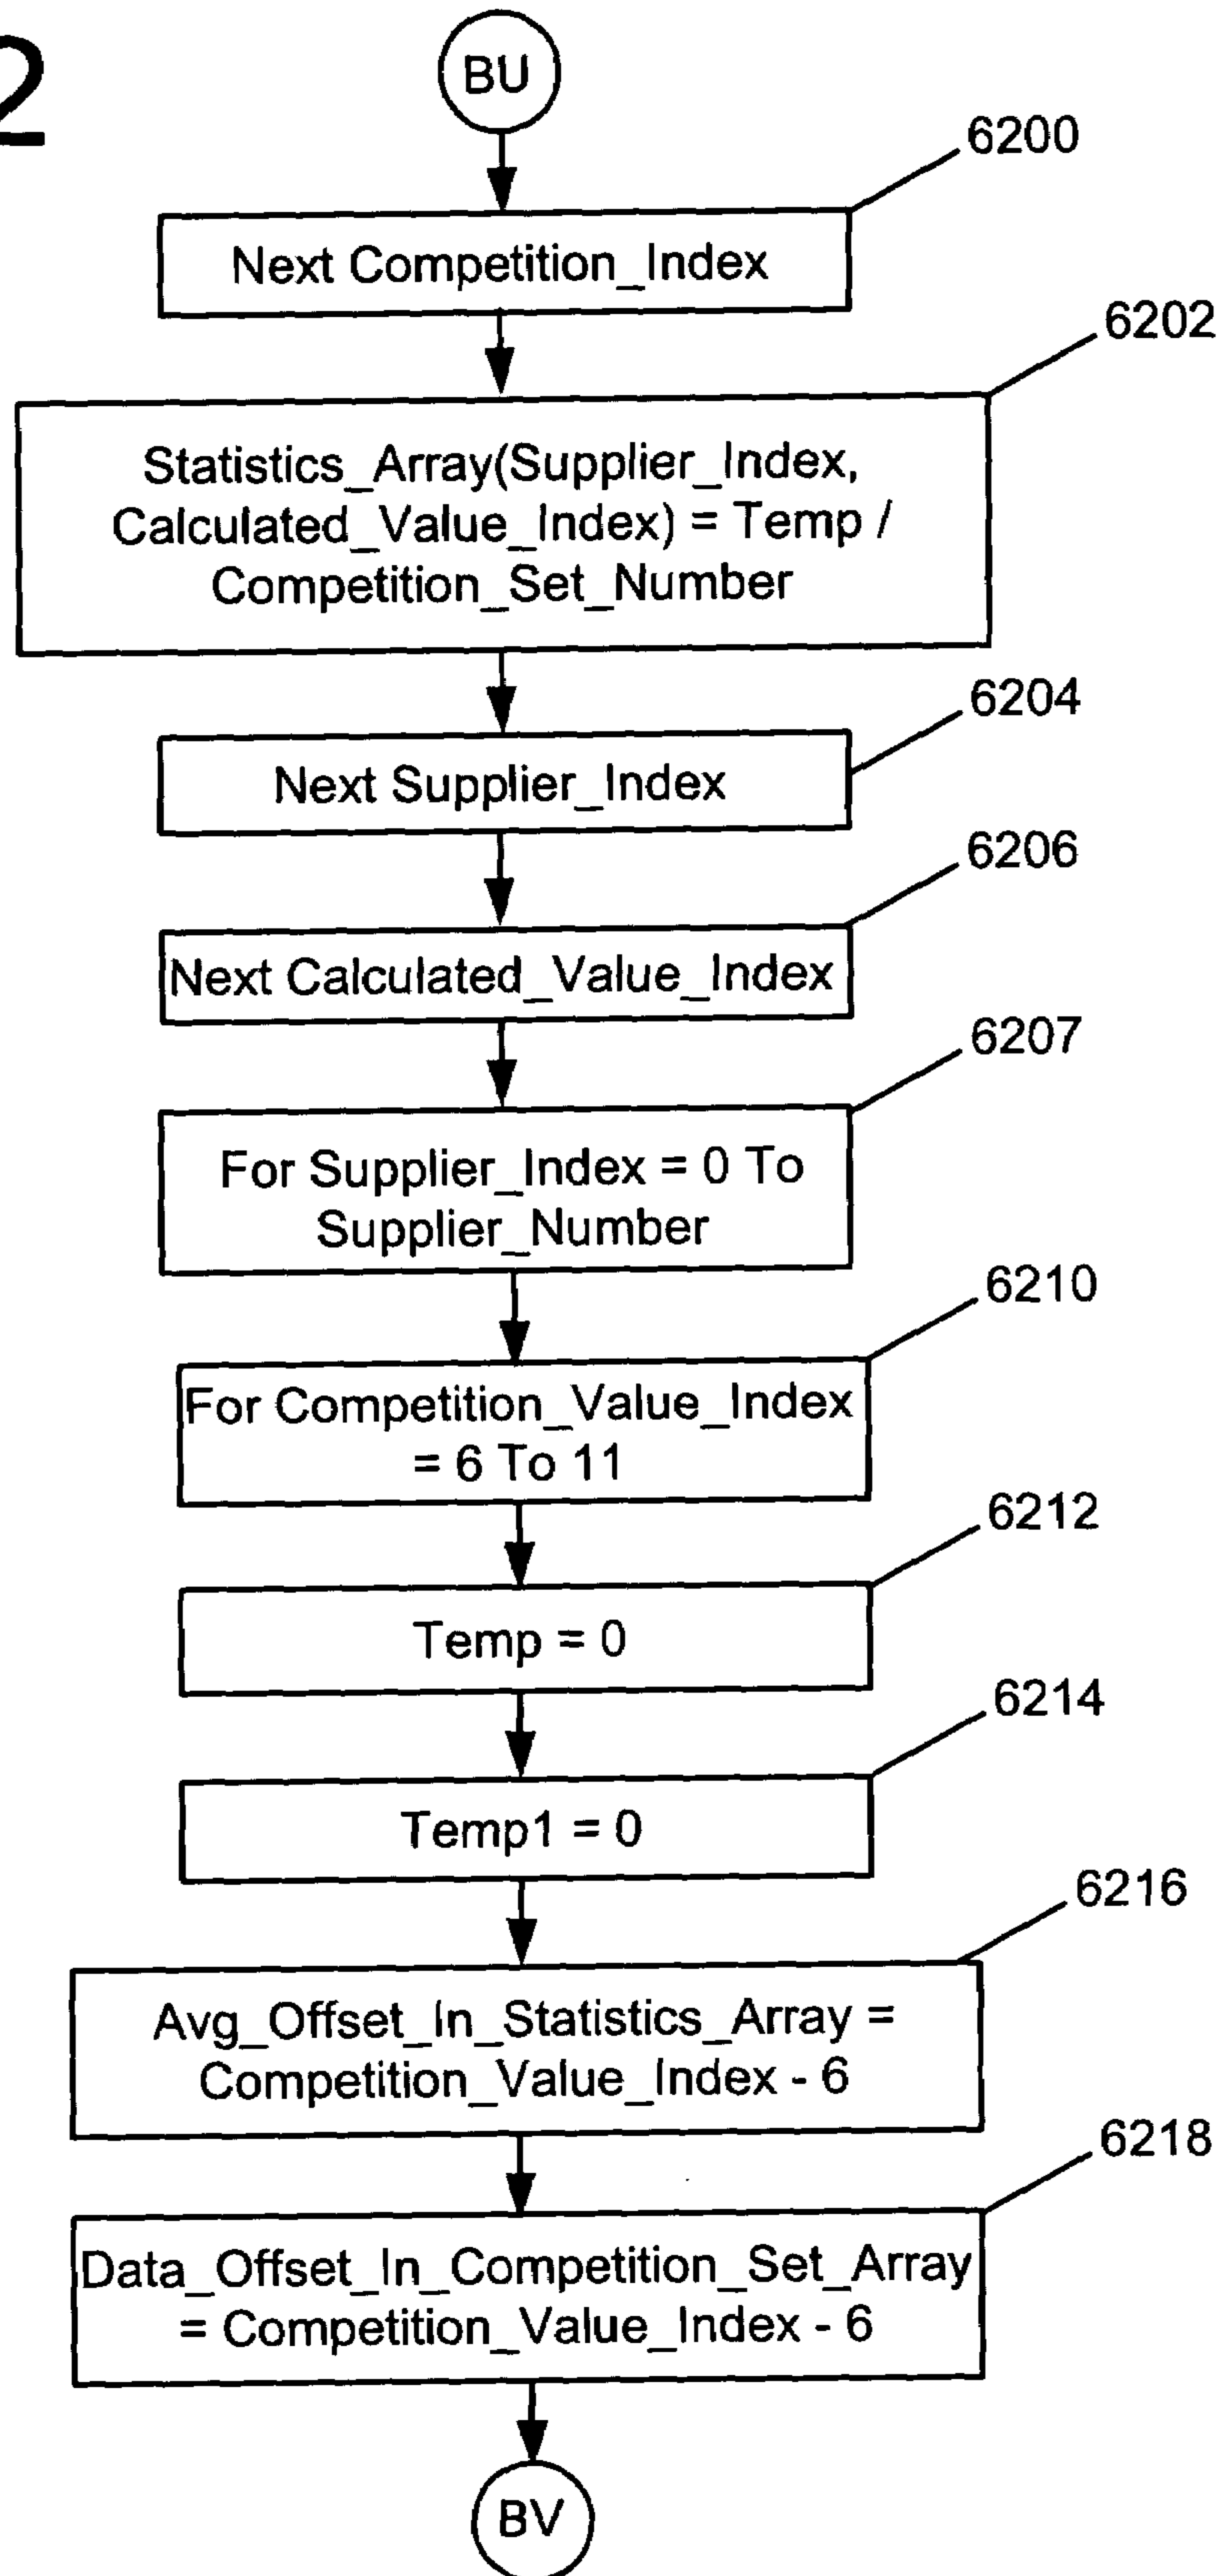 2
BU
6200
Next Competition_Index
6202
Statistics_Array(Supplier_Index,
Calculated_Value_Index) = Temp /
Competition_Set_Number
6204
Next Supplier_Index
6206
Next Calculated_Value_Index
6207
For Supplier_Index = 0 To
Supplier_Number
6210
For Competition_Value_Index
= 6 To 11
6212
Temp = 0
6214
Temp1 = 0
6216
Avg_Offset_In_Statistics_Array =
Competition_Value_Index - 6
6218
Data_Offset_In_Competition_Set_Array
= Competition_Value_Index - 6
BV